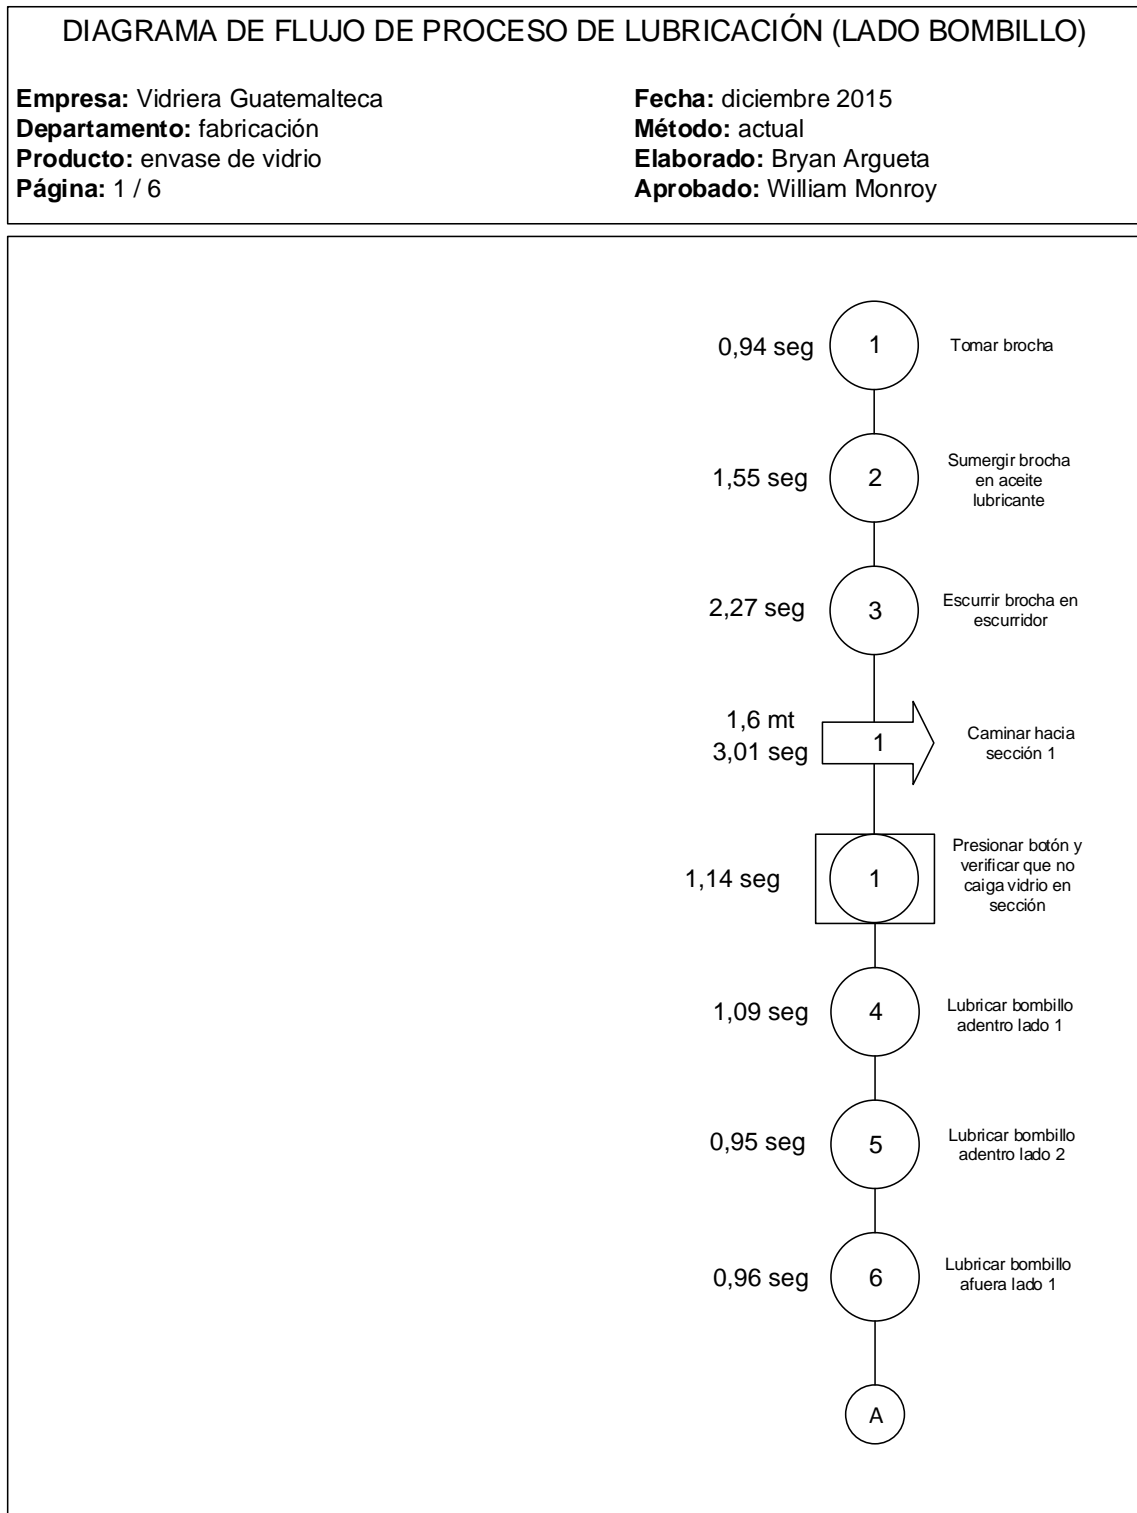 DIAGRAMA DE FLUJO DE PROCESO DE LUBRICACIÓN (LADO BOMBILLO)
Empresa: Vidriera Guatemalteca
Departamento: fabricación
Producto: envase de vidrio
Página: 1 / 6
Fecha: diciembre 2015
Método: actual
Elaborado: Bryan Argueta
Aprobado: William Monroy
0,94 seg
1
Tomar brocha
1,55 seg
2
Sumergir brocha
en aceite
lubricante
2,27 seg
3
Escurrir brocha en
escurridor
1,6 mt
3,01 seg
1
Caminar hacia
sección 1
1,14 seg
1
Presionar botón y
verificar que no
caiga vidrio en
sección
1,09 seg
4
Lubricar bombillo
adentro lado 1
0,95 seg
5
Lubricar bombillo
adentro lado 2
0,96 seg
6
Lubricar bombillo
afuera lado 1
A